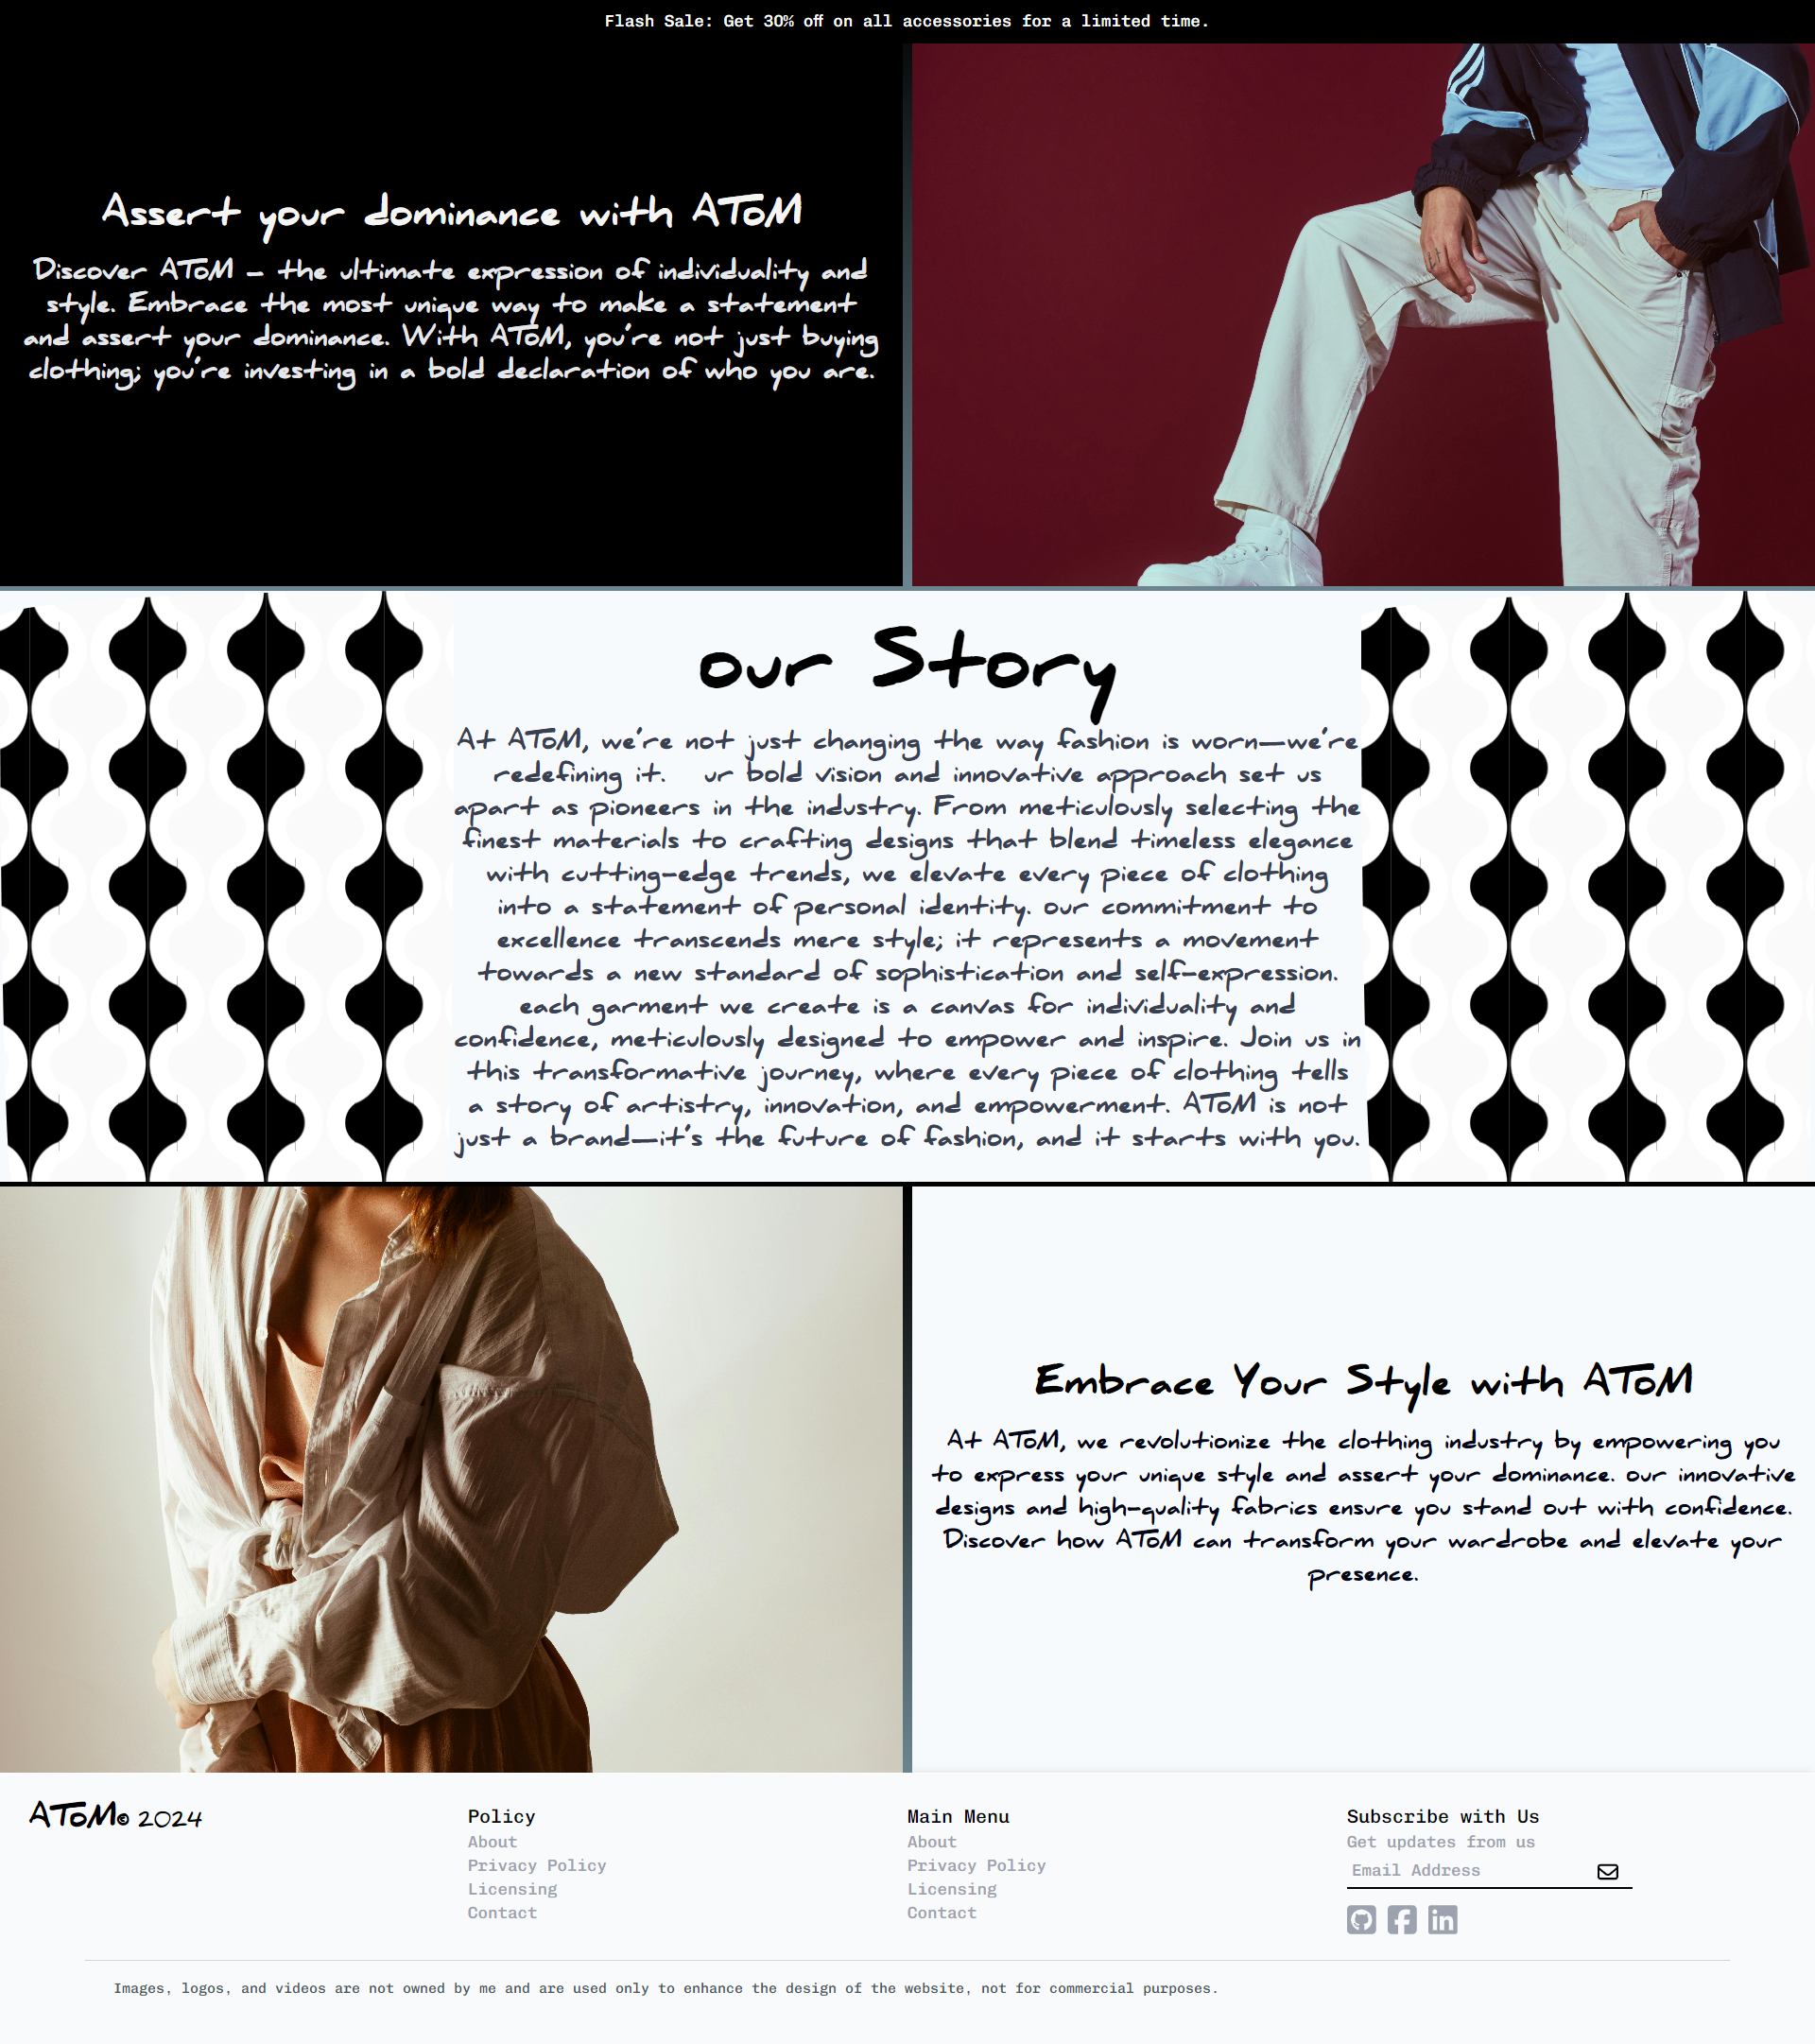 Flash Sale: Get 30% off on all accessories for a limited time.
Assert your dominance with AToM
Discover AToM - the ultimate expression of individuality and
style. Embrace the most unique way to make a statement
and assert your dominance. With AToM, you're not just buying
clothing; you're investing in a bold declaration of who you are.
our Story
At AToM, we're not just changing the way fashion is worn—we're
redefining it. ur bold vision and innovative approach set us
apart as pioneers in the industry. From meticulously selecting the
finest materials to crafting designs that blend timeless elegance
with cutting-edge trends, we elevate every piece of clothing
into a statement of personal identity. our commitment to
excellence transcends mere style; it represents a movement
towards a new standard of sophistication and self-expression.
each garment we create is a canvas for individuality and
confidence, meticulously designed to empower and inspire. Join us in
this transformative journey, where every piece of clothing tells
a story of artistry, innovation, and empowerment. AToM is not
just a brand—it's the future of fashion, and it starts with you.
Embrace Your Style with AToM
At AToM, we revolutionize the clothing industry by empowering you
to express your unique style and assert your dominance. our innovative
designs and high-quality fabrics ensure you stand out with confidence.
Discover how AToM can transform your wardrobe and elevate your
presence.
AToM© 2024
Policy
About
Privacy Policy
Licensing
Contact
Main Menu
About
Privacy Policy
Licensing
Contact
Subscribe with Us
Get updates from us
Email Address
Images, logos, and videos are not owned by me and are used only to enhance the design of the website, not for commercial purposes.